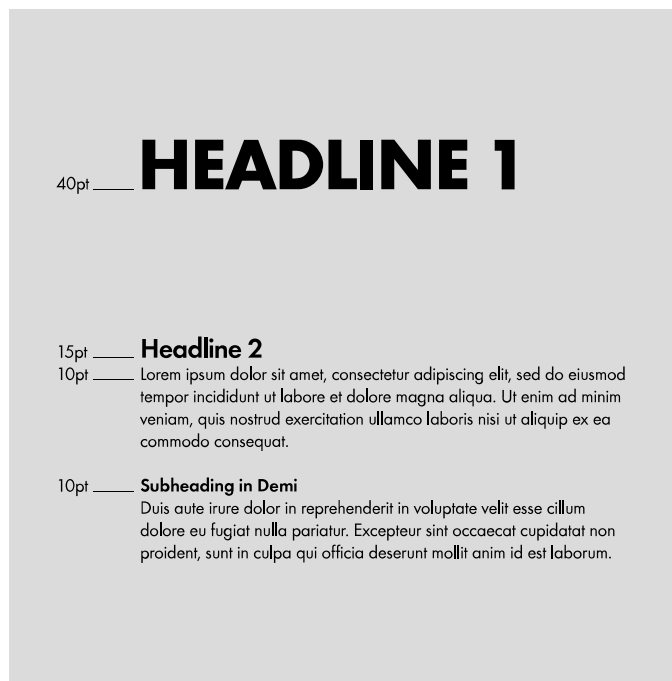 40pt HEADLINE 1
15pt Headline 2
10pt Lorem ipsum dolor sit amet, consectetur adipiscing elit, sed do eiusmod
tempor incididunt ut labore et dolore magna aliqua. Ut enim ad minim
veniam, quis nostrud exercitation ullamco laboris nisi ut aliquip ex ea
commodo consequat.
10pt Subheading in Demi
Duis aute irure dolor in reprehenderit in voluptate velit esse cillum
dolore eu fugiat nulla pariatur. Excepteur sint occaecat cupidatat non
proident, sunt in culpa qui officia deserunt mollit anim id est laborum.